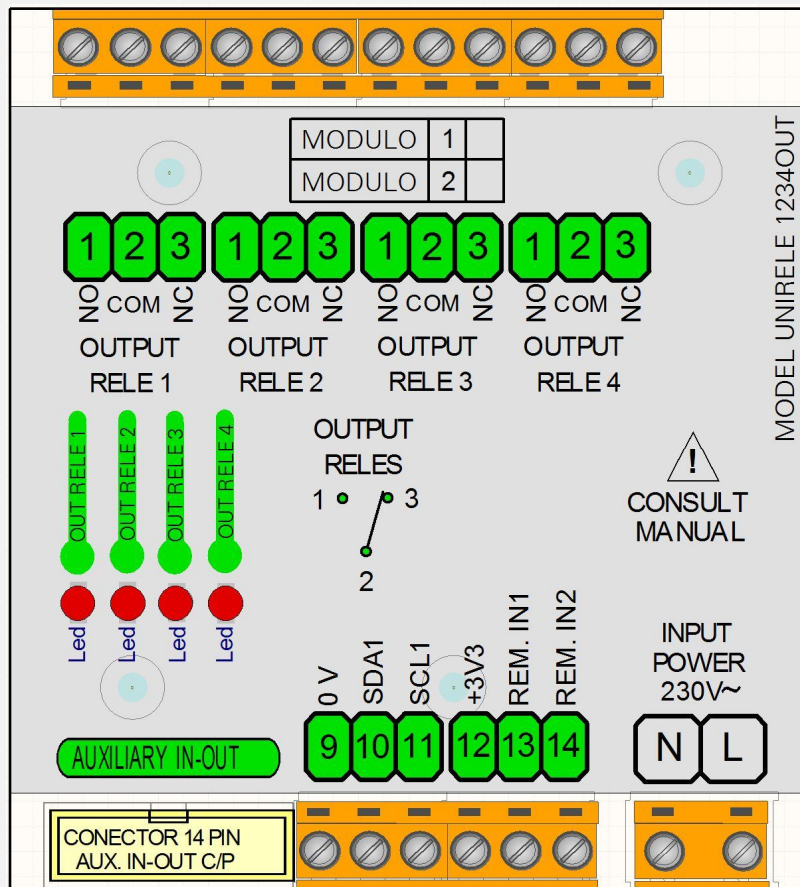 MODULO 1
MODULO 2
MODEL UNIRELE 1234OUT
1 2 3 1 2 3 1 2 3 1 2 3
NO COM NC NO COM NC NO COM NC NO COM NC
OUTPUT RELE 1
OUTPUT RELE 2
OUTPUT RELE 3
OUTPUT RELE 4
OUT RELE 1
OUT RELE 2
OUT RELE 3
OUT RELE 4
Led Led Led Led
OUTPUT
RELES
1 3
2
!
CONSULT
MANUAL
0 V
SDA1
SCL1
+3V3
REM. IN1
REM. IN2
INPUT
POWER
230V~
AUXILIARY IN-OUT
9 10 11 12 13 14
N L
CONECTOR 14 PIN
AUX. IN-OUT C/P